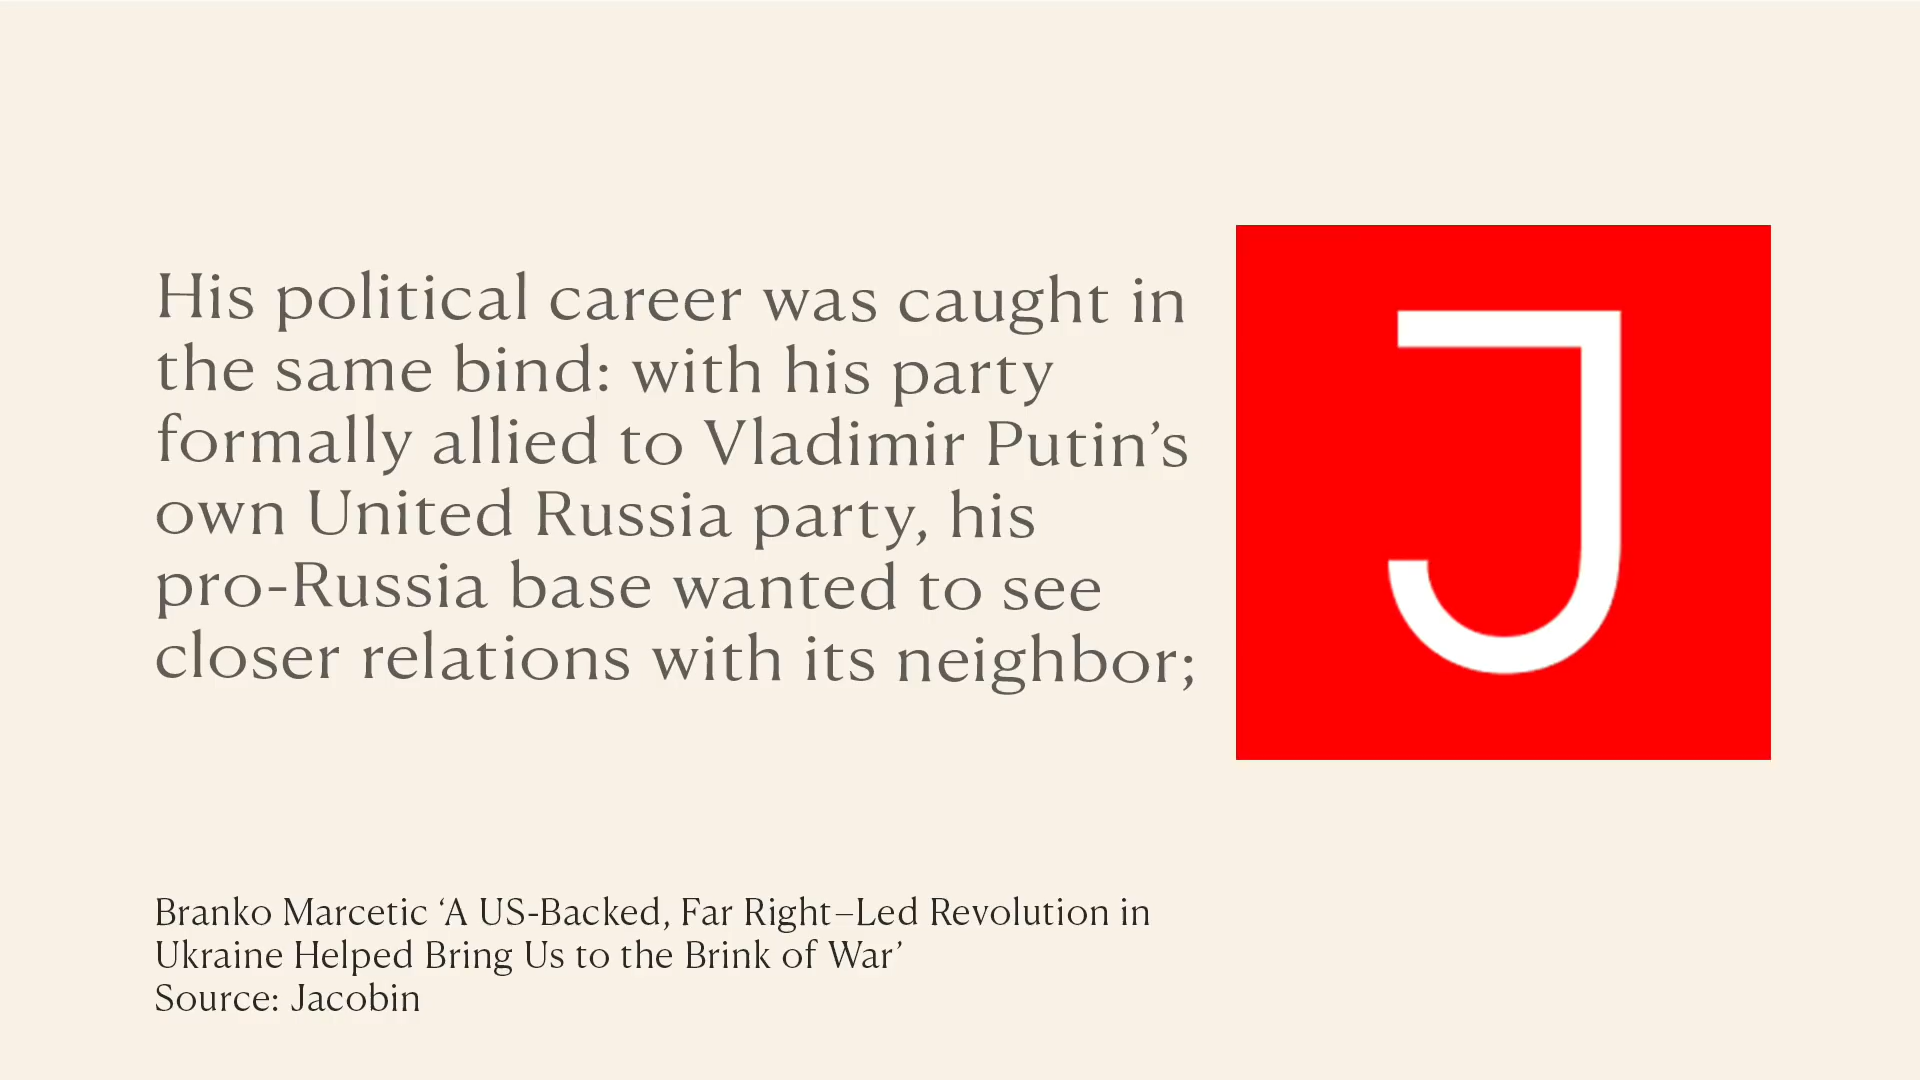 His political career was caught in
the same bind: with his party
formally allied to Vladimir Putin’s
own United Russia party, his
pro-Russia base wanted to see
closer relations with its neighbor;
J
Branko Marcetic ‘A US-Backed, Far Right–Led Revolution in
Ukraine Helped Bring Us to the Brink of War’
Source: Jacobin